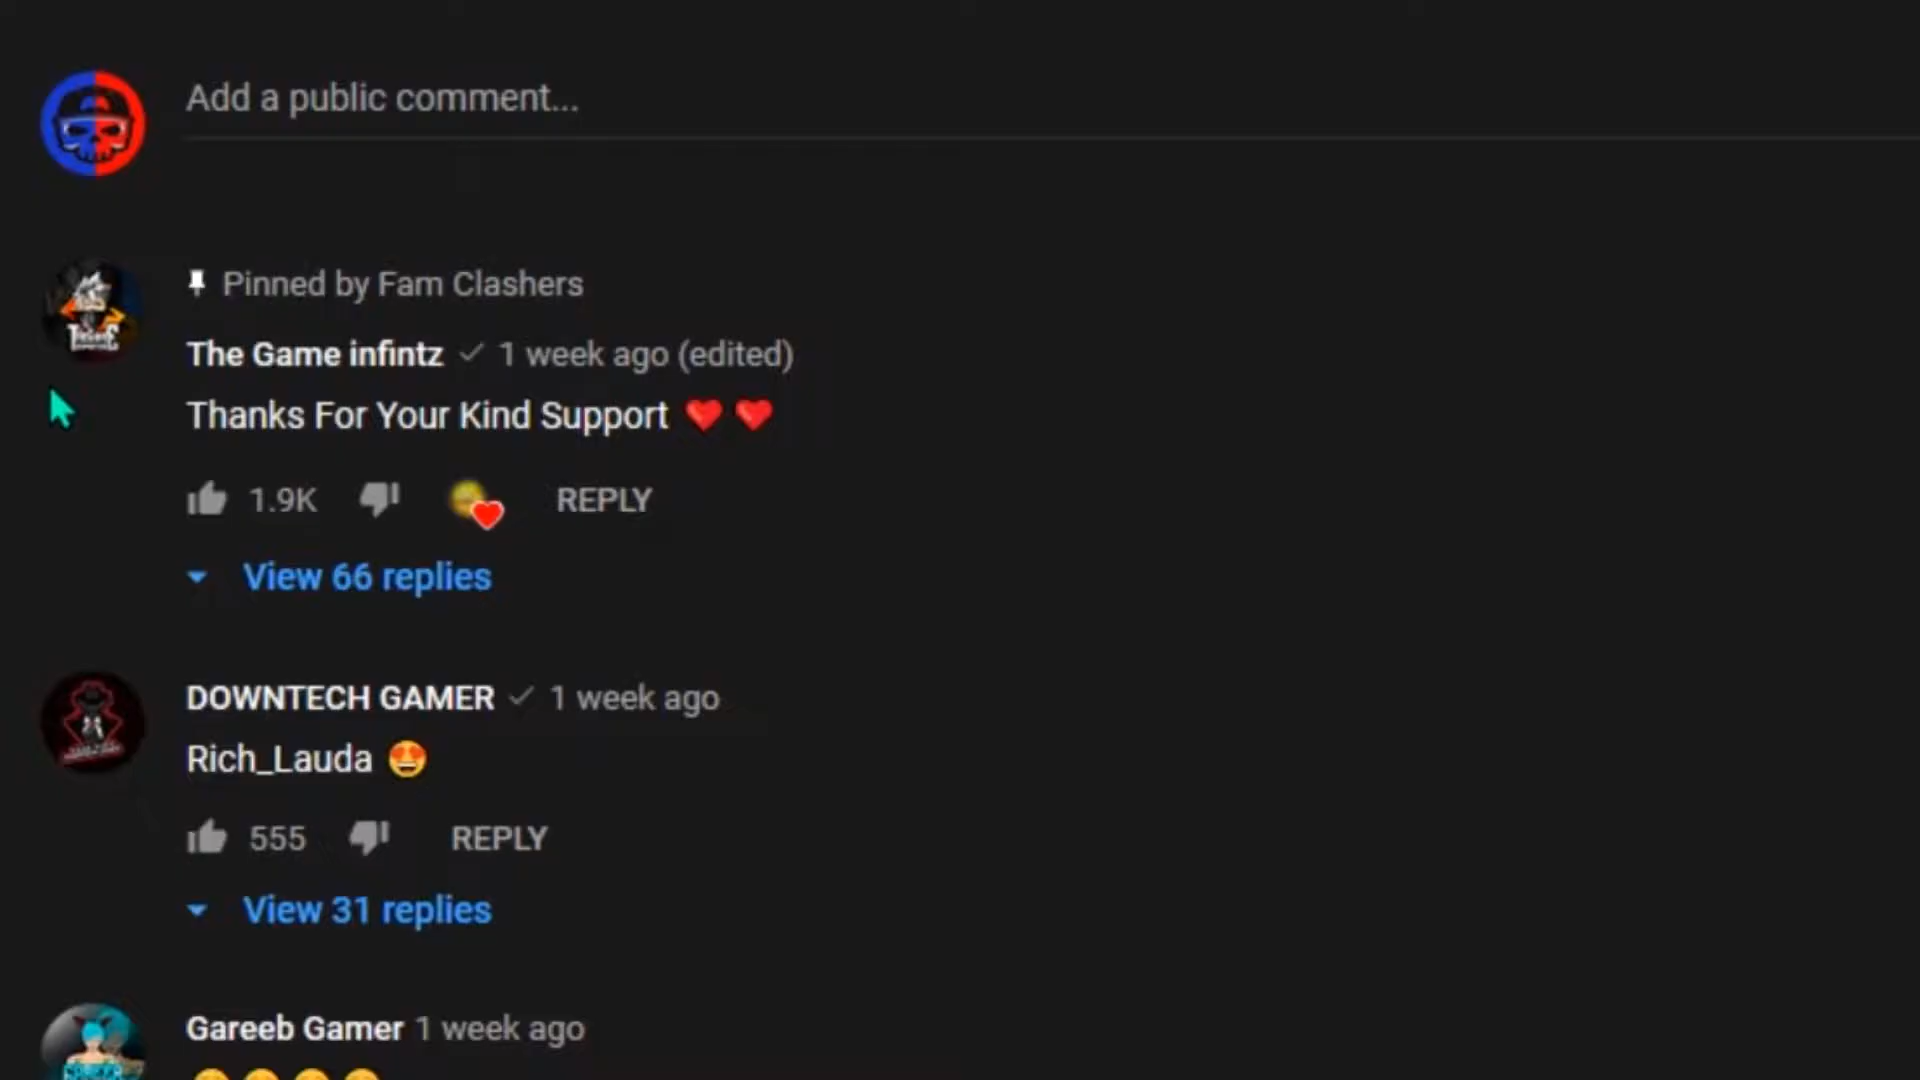 Add a public comment...
Pinned by Fam Clashers
The Game infintz 1 week ago (edited)
Thanks For Your Kind Support ❤️ ❤️
1.9K REPLY
View 66 replies
DOWNTECH GAMER 1 week ago
Rich_Lauda 🤩
555 REPLY
View 31 replies
Gareeb Gamer 1 week ago